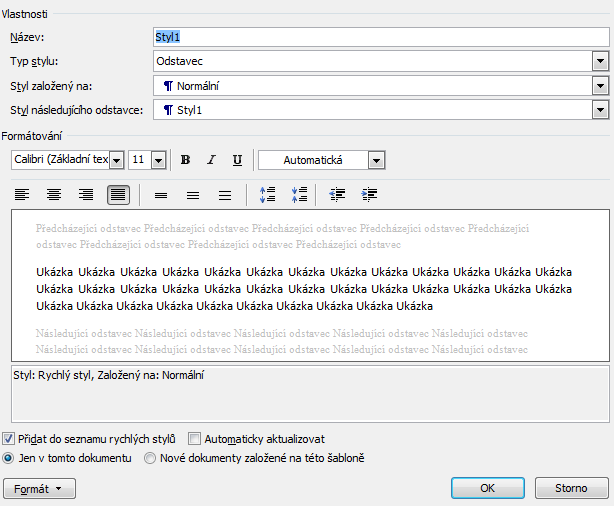 Vlastnosti
Název: Styl1
Typ stylu: Odstavec
Styl založený na: ¶ Normální
Styl následujícího odstavce: ¶ Styl1
Formátování
Calibri (Základní tex 11 B I U Automatická
Předcházející odstavec Předcházející odstavec Předcházející odstavec Předcházející odstavec Předcházející
odstavec Předcházející odstavec Předcházející odstavec Předcházející odstavec
Ukázka Ukázka Ukázka Ukázka Ukázka Ukázka Ukázka Ukázka Ukázka Ukázka Ukázka Ukázka Ukázka
Ukázka Ukázka Ukázka Ukázka Ukázka Ukázka Ukázka Ukázka Ukázka Ukázka Ukázka Ukázka Ukázka
Ukázka Ukázka Ukázka Ukázka Ukázka Ukázka Ukázka Ukázka Ukázka Ukázka
Následující odstavec Následující odstavec Následující odstavec Následující odstavec Následující odstavec
Následující odstavec Následující odstavec Následující odstavec Následující odstavec Následující odstavec
Styl: Rychlý styl, Založený na: Normální
Přidat do seznamu rychlých stylů Automaticky aktualizovat
Jen v tomto dokumentu Nové dokumenty založené na této šabloně
Formát OK Storno